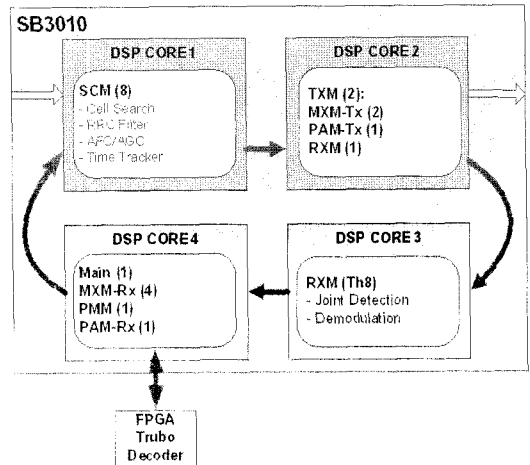 SB3010
DSP CORE1
SCM (8)
- Cell Search
- RRC Filter
- AFC/AGC
- Time Tracker
DSP CORE2
TXM (2):
MXM-Tx (2)
PAM-Tx (1)
RXM (1)
DSP CORE4
Main (1)
MXM-Rx (4)
PMM (1)
PAM-Rx (1)
DSP CORE3
RXM (Th8)
- Joint Detection
- Demodulation
FPGA
Trubo
Decoder